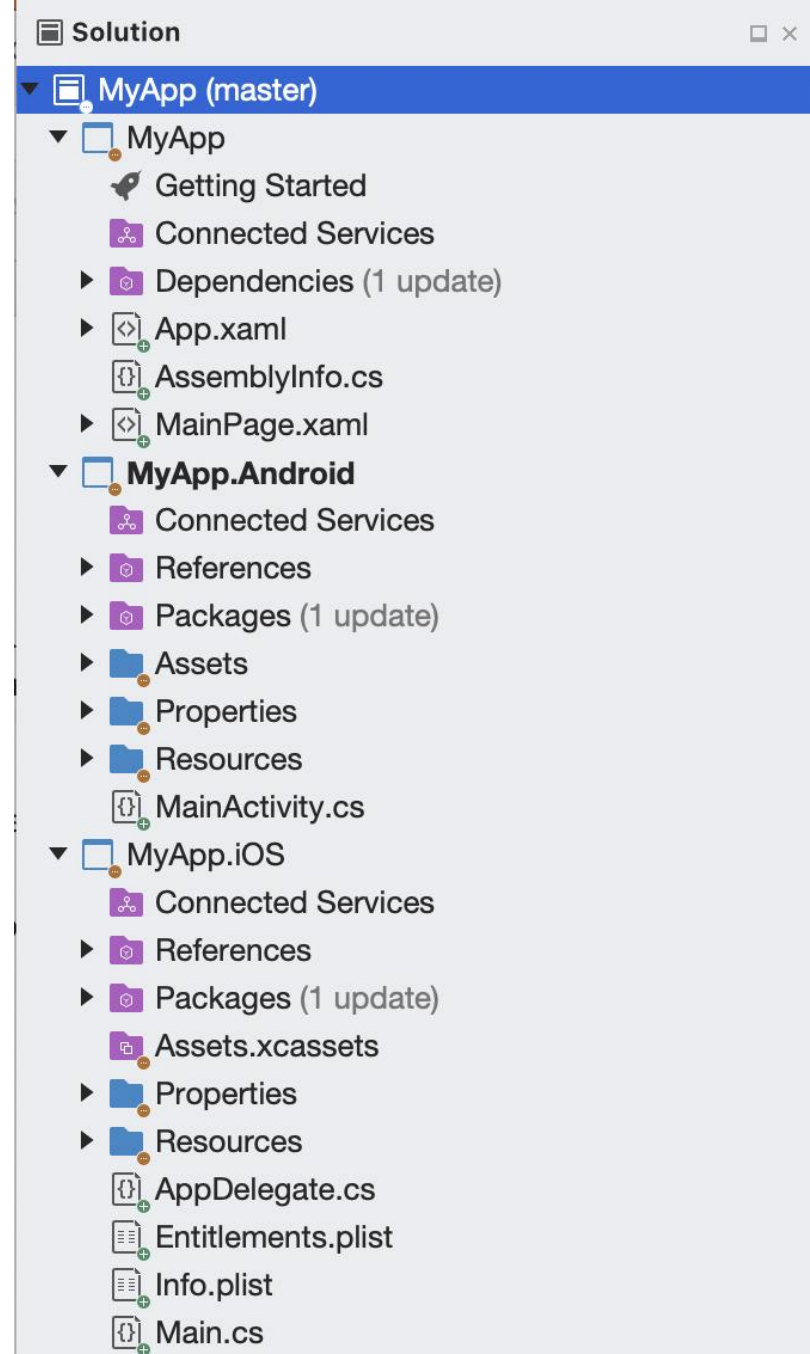 Solution
MyApp (master)
MyApp
Getting Started
Connected Services
Dependencies (1 update)
App.xaml
AssemblyInfo.cs
MainPage.xaml
MyApp.Android
Connected Services
References
Packages (1 update)
Assets
Properties
Resources
MainActivity.cs
MyApp.iOS
Connected Services
References
Packages (1 update)
Assets.xcassets
Properties
Resources
AppDelegate.cs
Entitlements.plist
Info.plist
Main.cs